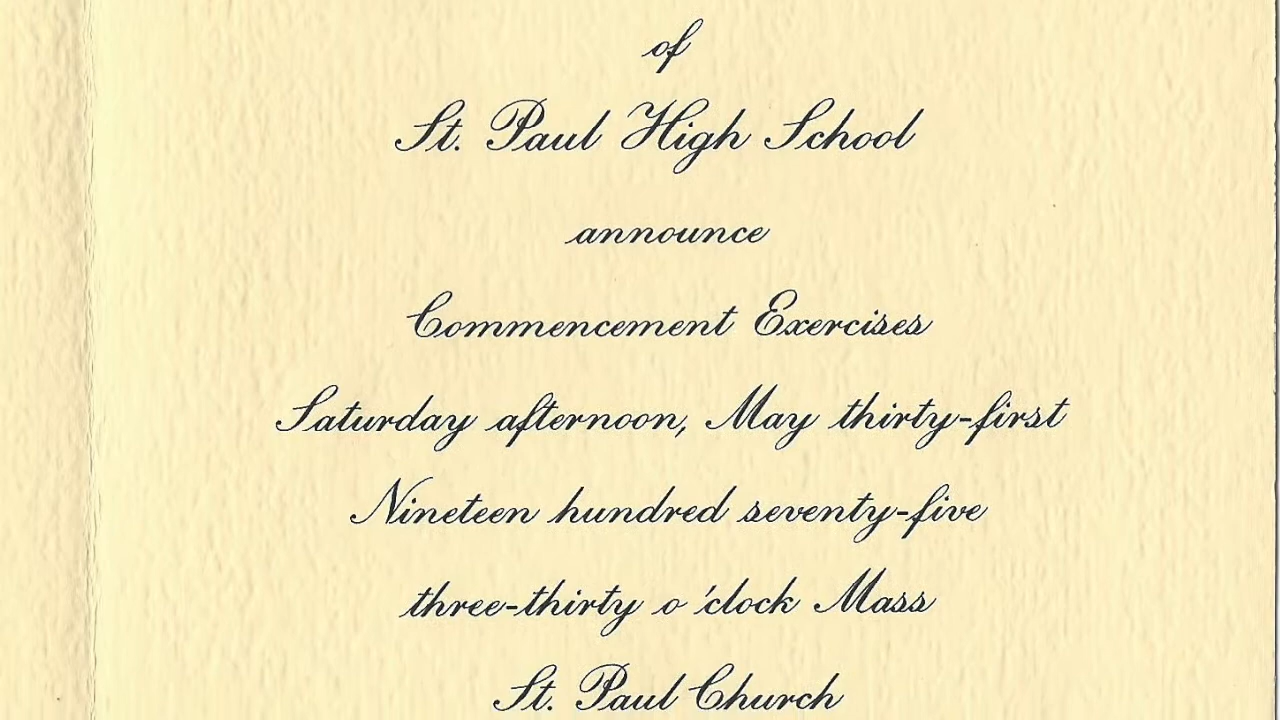 of
St. Paul High School
announce
Commencement Exercises
Saturday afternoon, May thirty-first
Nineteen hundred seventy-five
three-thirty o'clock Mass
St. Paul Church